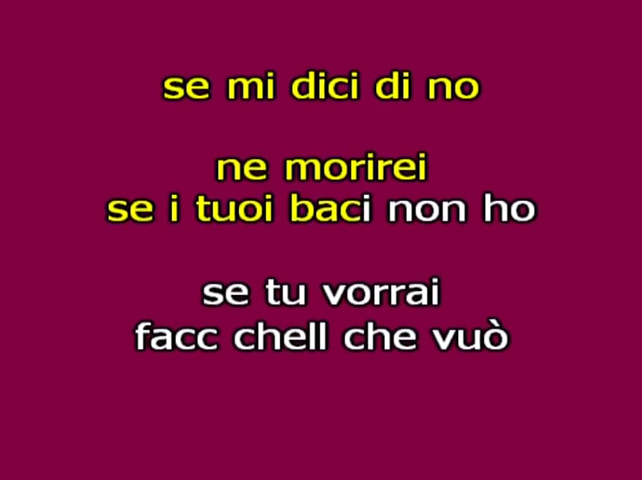 se mi dici di no
ne morirei
se i tuoi baci non ho
se tu vorrai
facc chell che vuò